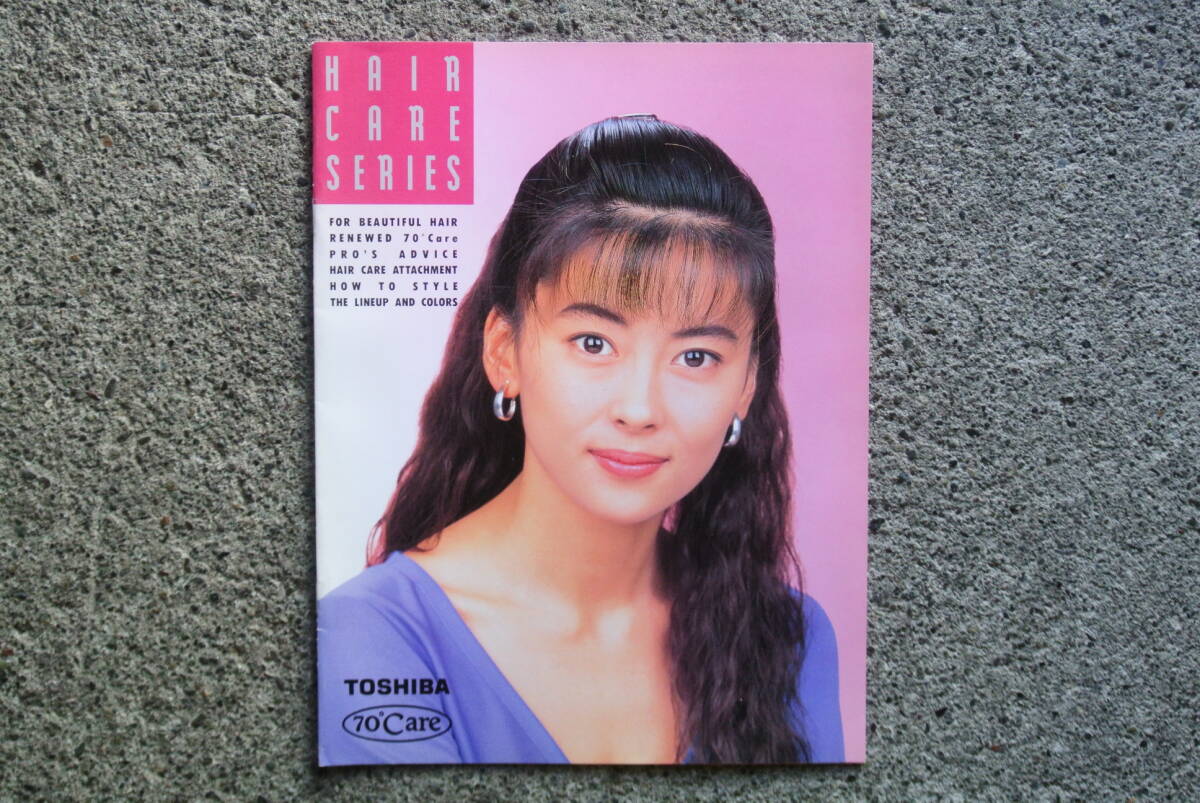 HAIR
CARE
SERIES
FOR BEAUTIFUL HAIR
RENEWED 70°Care
PRO'S ADVICE
HAIR CARE ATTACHMENT
HOW TO STYLE
THE LINEUP AND COLORS
TOSHIBA
70°Care